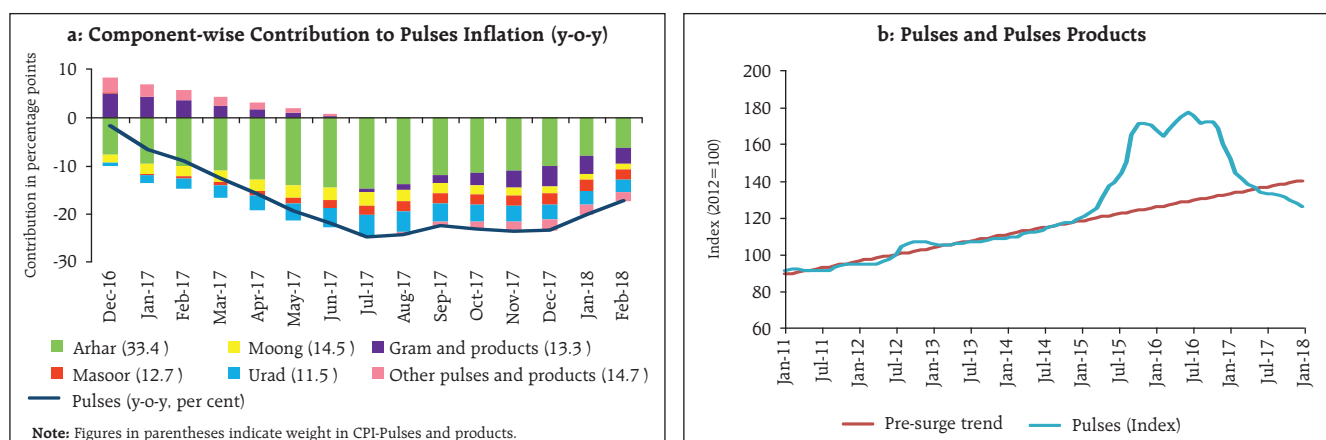 a: Component-wise Contribution to Pulses Inflation (y-o-y)
Contribution in percentage points
10
0
-10
-20
-30
Dec-16
Jan-17
Feb-17
Mar-17
Apr-17
May-17
Jun-17
Jul-17
Aug-17
Sep-17
Oct-17
Nov-17
Dec-17
Jan-18
Feb-18
Arhar (33.4)
Moong (14.5)
Gram and products (13.3)
Masoor (12.7)
Urad (11.5)
Other pulses and products (14.7)
Pulses (y-o-y, per cent)
Note: Figures in parentheses indicate weight in CPI-Pulses and products.
b: Pulses and Pulses Products
Index (2012=100)
200
180
160
140
120
100
80
60
Jan-11
Jul-11
Jan-12
Jul-12
Jan-13
Jul-13
Jan-14
Jul-14
Jan-15
Jul-15
Jan-16
Jul-16
Jan-17
Jul-17
Jan-18
Pre-surge trend
Pulses (Index)